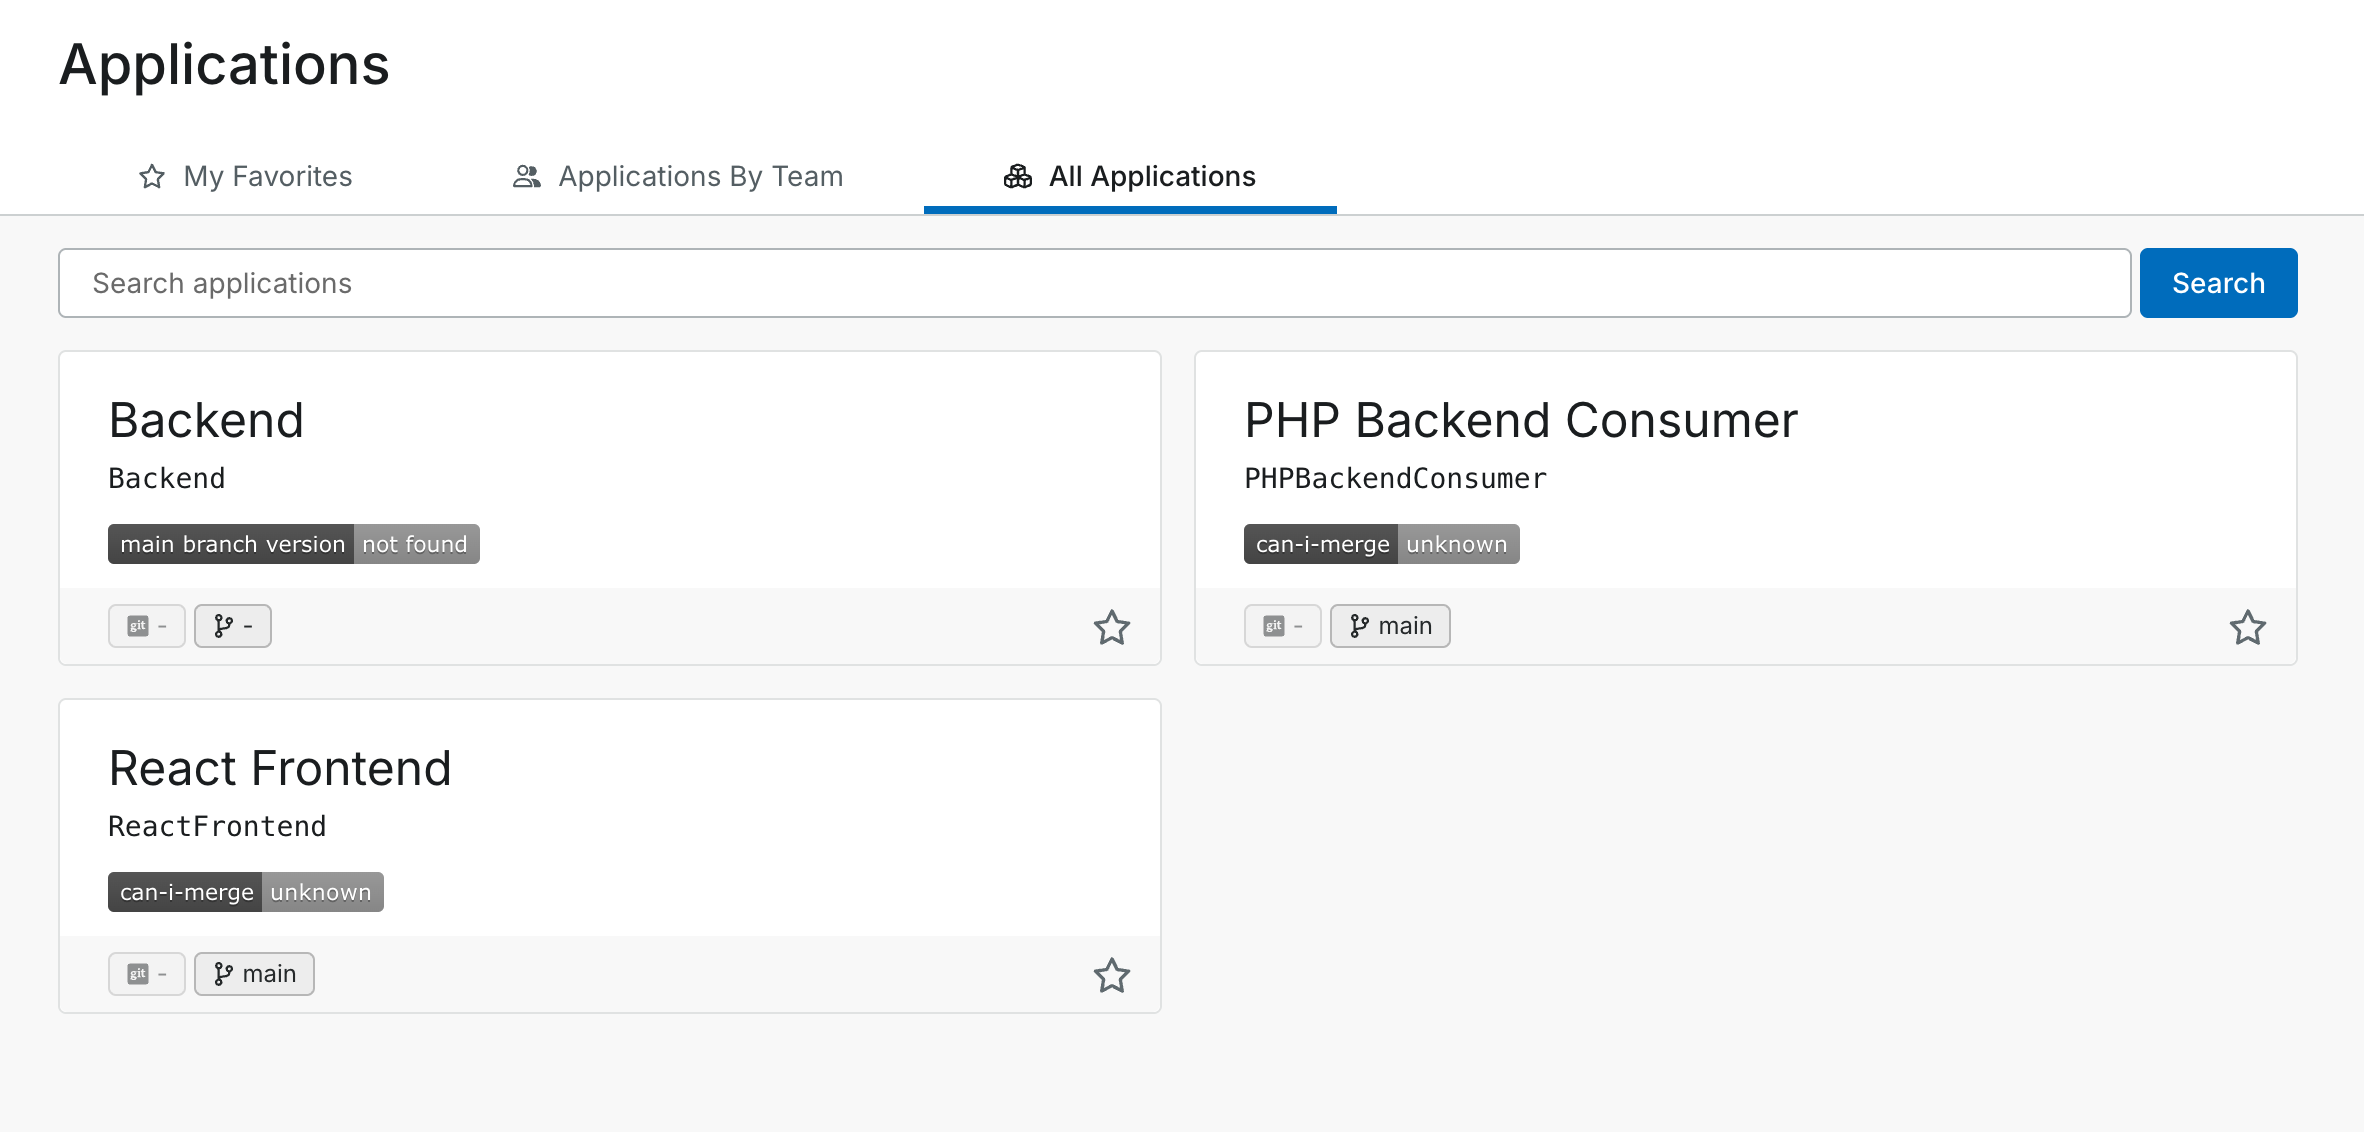 Applications
My Favorites
Applications By Team
All Applications
Search applications
Search
Backend
Backend
main branch version not found
git -
-
PHP Backend Consumer
PHPBackendConsumer
can-i-merge unknown
git -
main
React Frontend
ReactFrontend
can-i-merge unknown
git -
main